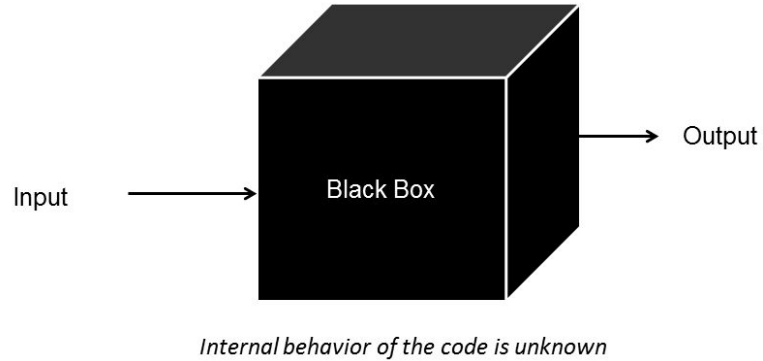 Input
Black Box
Output
Internal behavior of the code is unknown